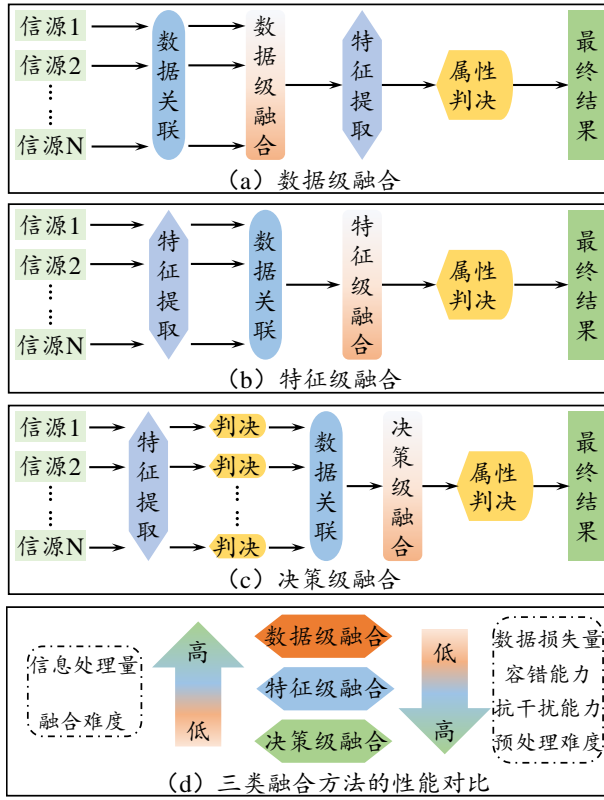 信源1
信源2
信源N
数据关联
数据级融合
特征提取
属性
判决
最终结果
(a) 数据级融合
信源1
信源2
信源N
特征提取
数据关联
特征级融合
属性
判决
最终结果
(b) 特征级融合
信源1
信源2
信源N
特征提取
判决
判决
判决
数据关联
决策级融合
属性
判决
最终结果
(c) 决策级融合
信息处理量
融合难度
高
低
数据级融合
特征级融合
决策级融合
低
高
数据损失量
容错能力
抗干扰能力
预处理难度
(d) 三类融合方法的性能对比